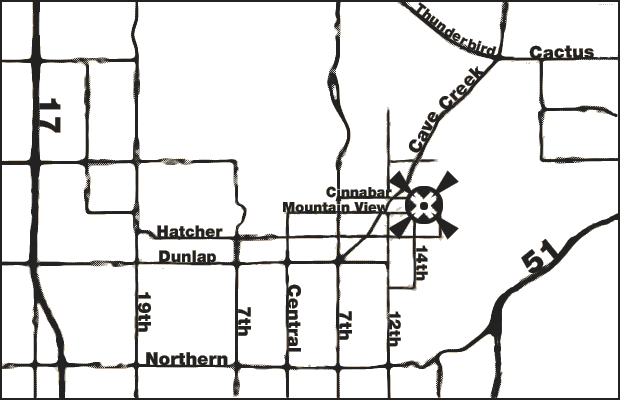 Thunderbird
Cactus
Cave Creek
17
Cinnabar
Mountain View
Hatcher
Dunlap
51
14th
19th
7th
Central
7th
12th
Northern